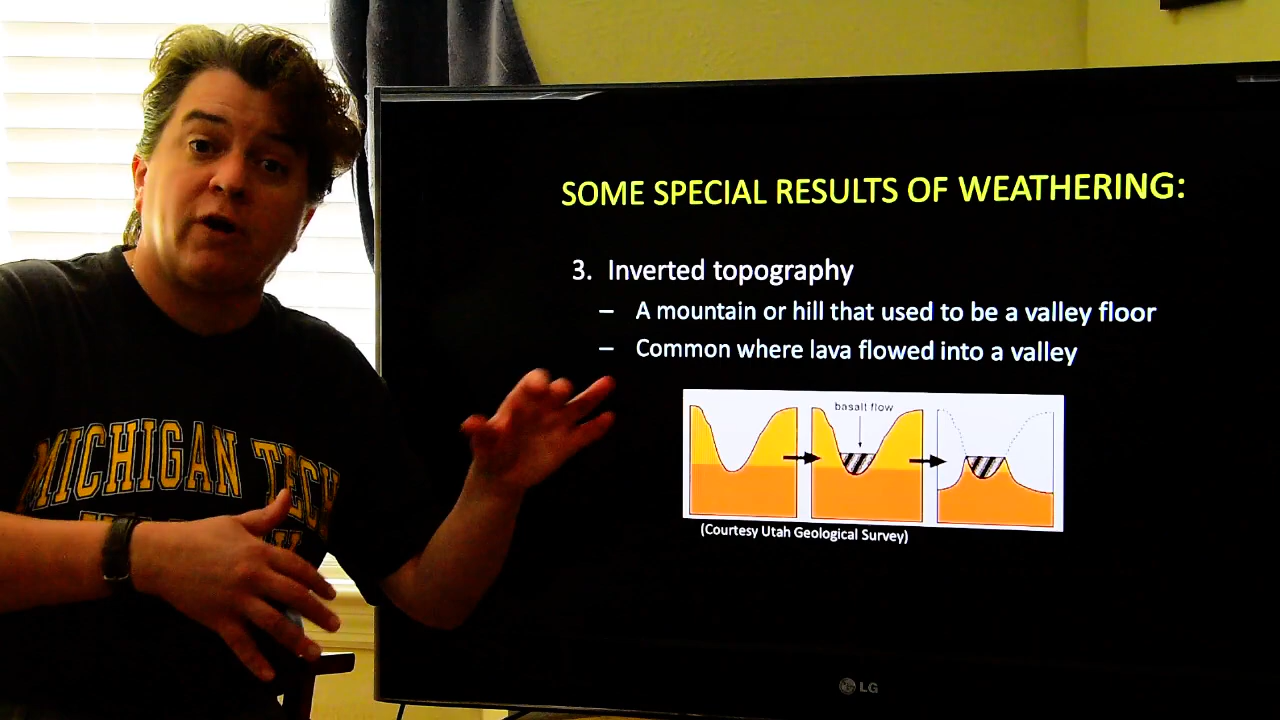 SOME SPECIAL RESULTS OF WEATHERING:
3. Inverted topography
– A mountain or hill that used to be a valley floor
– Common where lava flowed into a valley
basalt flow
(Courtesy Utah Geological Survey)
MICHIGAN TECH
LG